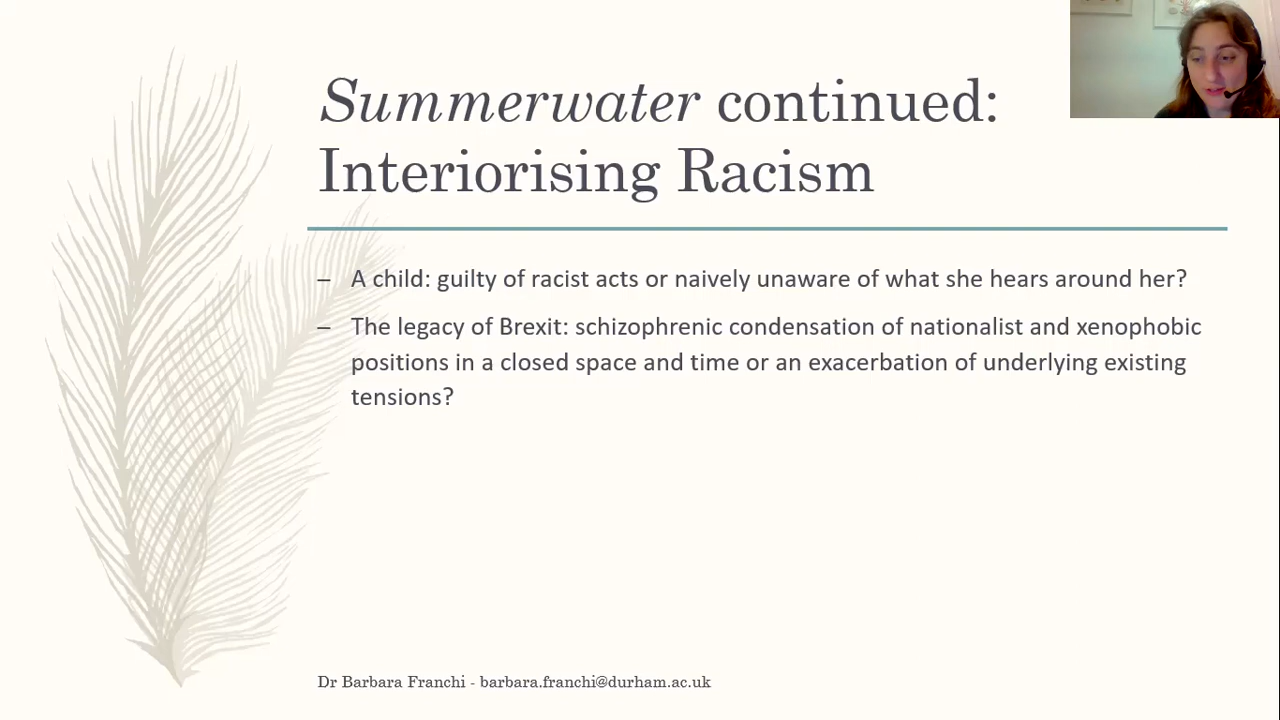 Summerwater continued:
Interiorising Racism
– A child: guilty of racist acts or naively unaware of what she hears around her?
– The legacy of Brexit: schizophrenic condensation of nationalist and xenophobic
positions in a closed space and time or an exacerbation of underlying existing
tensions?
Dr Barbara Franchi - barbara.franchi@durham.ac.uk